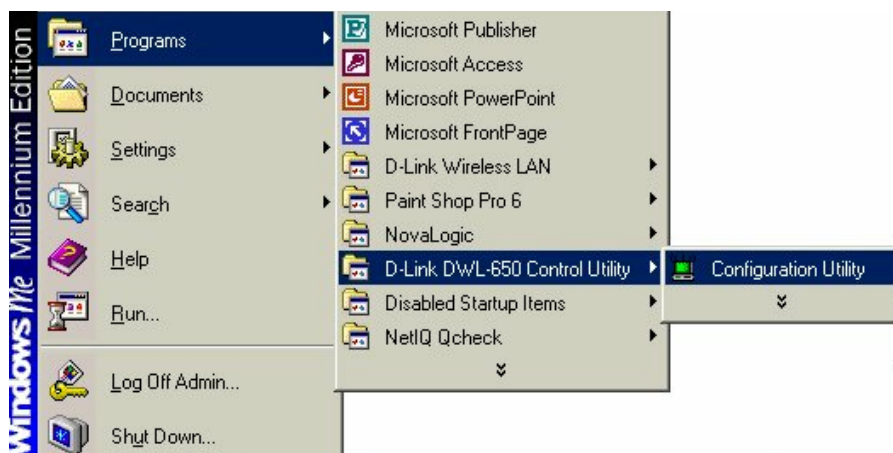 Windows Me Millennium Edition
Programs
Documents
Settings
Search
Help
Run...
Log Off Admin...
Shut Down...
Microsoft Publisher
Microsoft Access
Microsoft PowerPoint
Microsoft FrontPage
D-Link Wireless LAN
Paint Shop Pro 6
NovaLogic
D-Link DWL-650 Control Utility
Disabled Startup Items
NetIQ Qcheck
Configuration Utility